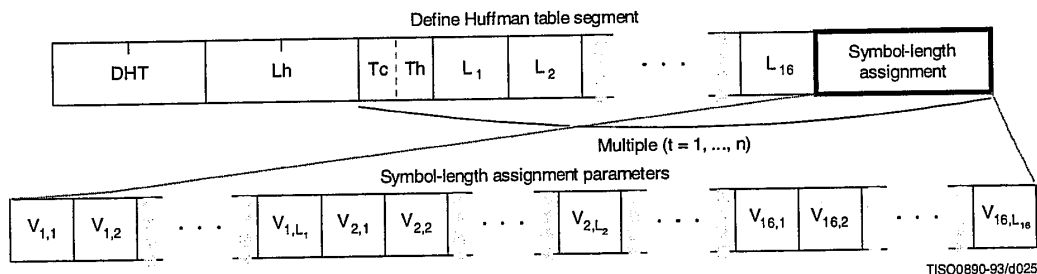 Define Huffman table segment
DHT Lh Tc Th L1 L2 . . . L16 Symbol-length assignment
Multiple (t = 1, ..., n)
Symbol-length assignment parameters
V1,1 V1,2 . . . V1,L1 V2,1 V2,2 . . . V2,L2 . . . V16,1 V16,2 . . . V16,L16
TISO0890-93/d025